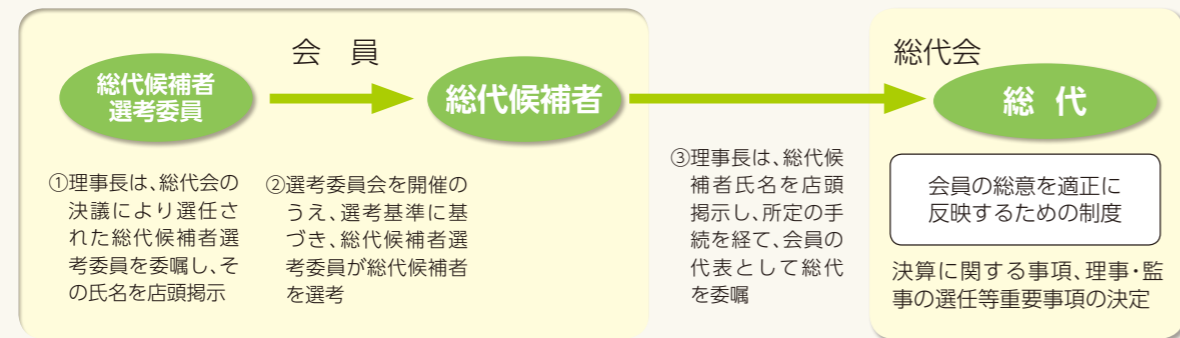 会　員
総代候補者
選考委員
総代候補者
①理事長は、総代会の
決議により選任さ
れた総代候補者選
考委員を委嘱し、そ
の氏名を店頭掲示
②選考委員会を開催の
うえ、選考基準に基
づき、総代候補者選
考委員が総代候補者
を選考
③理事長は、総代候
補者氏名を店頭
掲示し、所定の手
続を経て、会員の
代表として総代
を委嘱
総代会
総　代
会員の総意を適正に
反映するための制度
決算に関する事項、理事・監
事の選任等重要事項の決定